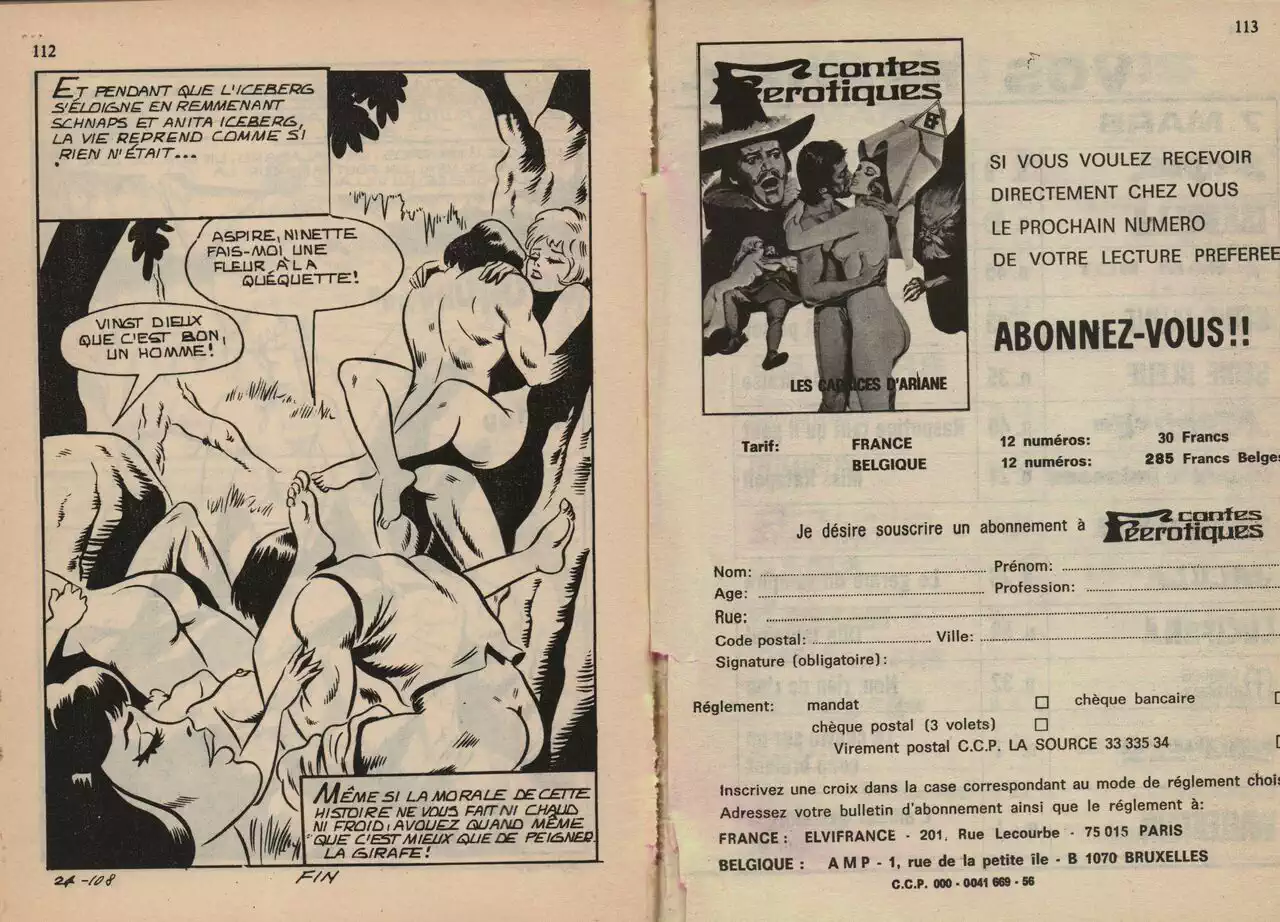 112
ET PENDANT QUE L'ICEBERG
S'ÉLOIGNE EN REMMENANT
SCHNAPS ET ANITA ICEBERG,
LA VIE REPREND COMME SI
RIEN N'ÉTAIT...
ASPIRE, NINETTE
FAIS-MOI UNE
FLEUR À LA
QUÉQUETTE!
VINGT DIEUX
QUE C'EST BON,
UN HOMME!
MÊME SI LA MORALE DE CETTE
HISTOIRE NE VOUS FAIT NI CHAUD
NI FROID, AVOUEZ QUAND MÊME
QUE C'EST MIEUX QUE DE PEIGNER
LA GIRAFE!
24-108
FIN
113
contes
Féerotiques
EF
LES CAPRICES D'ARIANE
SI VOUS VOULEZ RECEVOIR
DIRECTEMENT CHEZ VOUS
LE PROCHAIN NUMERO
DE VOTRE LECTURE PREFEREE
ABONNEZ-VOUS!!
Tarif: FRANCE 12 numéros: 30 Francs
BELGIQUE 12 numéros: 285 Francs Belges
Je désire souscrire un abonnement à contes Féerotiques
Nom: Prénom:
Age: Profession:
Rue:
Code postal: Ville:
Signature (obligatoire):
Réglement: mandat chèque bancaire
chèque postal (3 volets)
Virement postal C.C.P. LA SOURCE 33 335 34
Inscrivez une croix dans la case correspondant au mode de réglement chois
Adressez votre bulletin d'abonnement ainsi que le réglement à:
FRANCE : ELVIFRANCE - 201, Rue Lecourbe - 75 015 PARIS
BELGIQUE : A M P - 1, rue de la petite île - B 1070 BRUXELLES
C.C.P. 000 - 0041 669 - 56